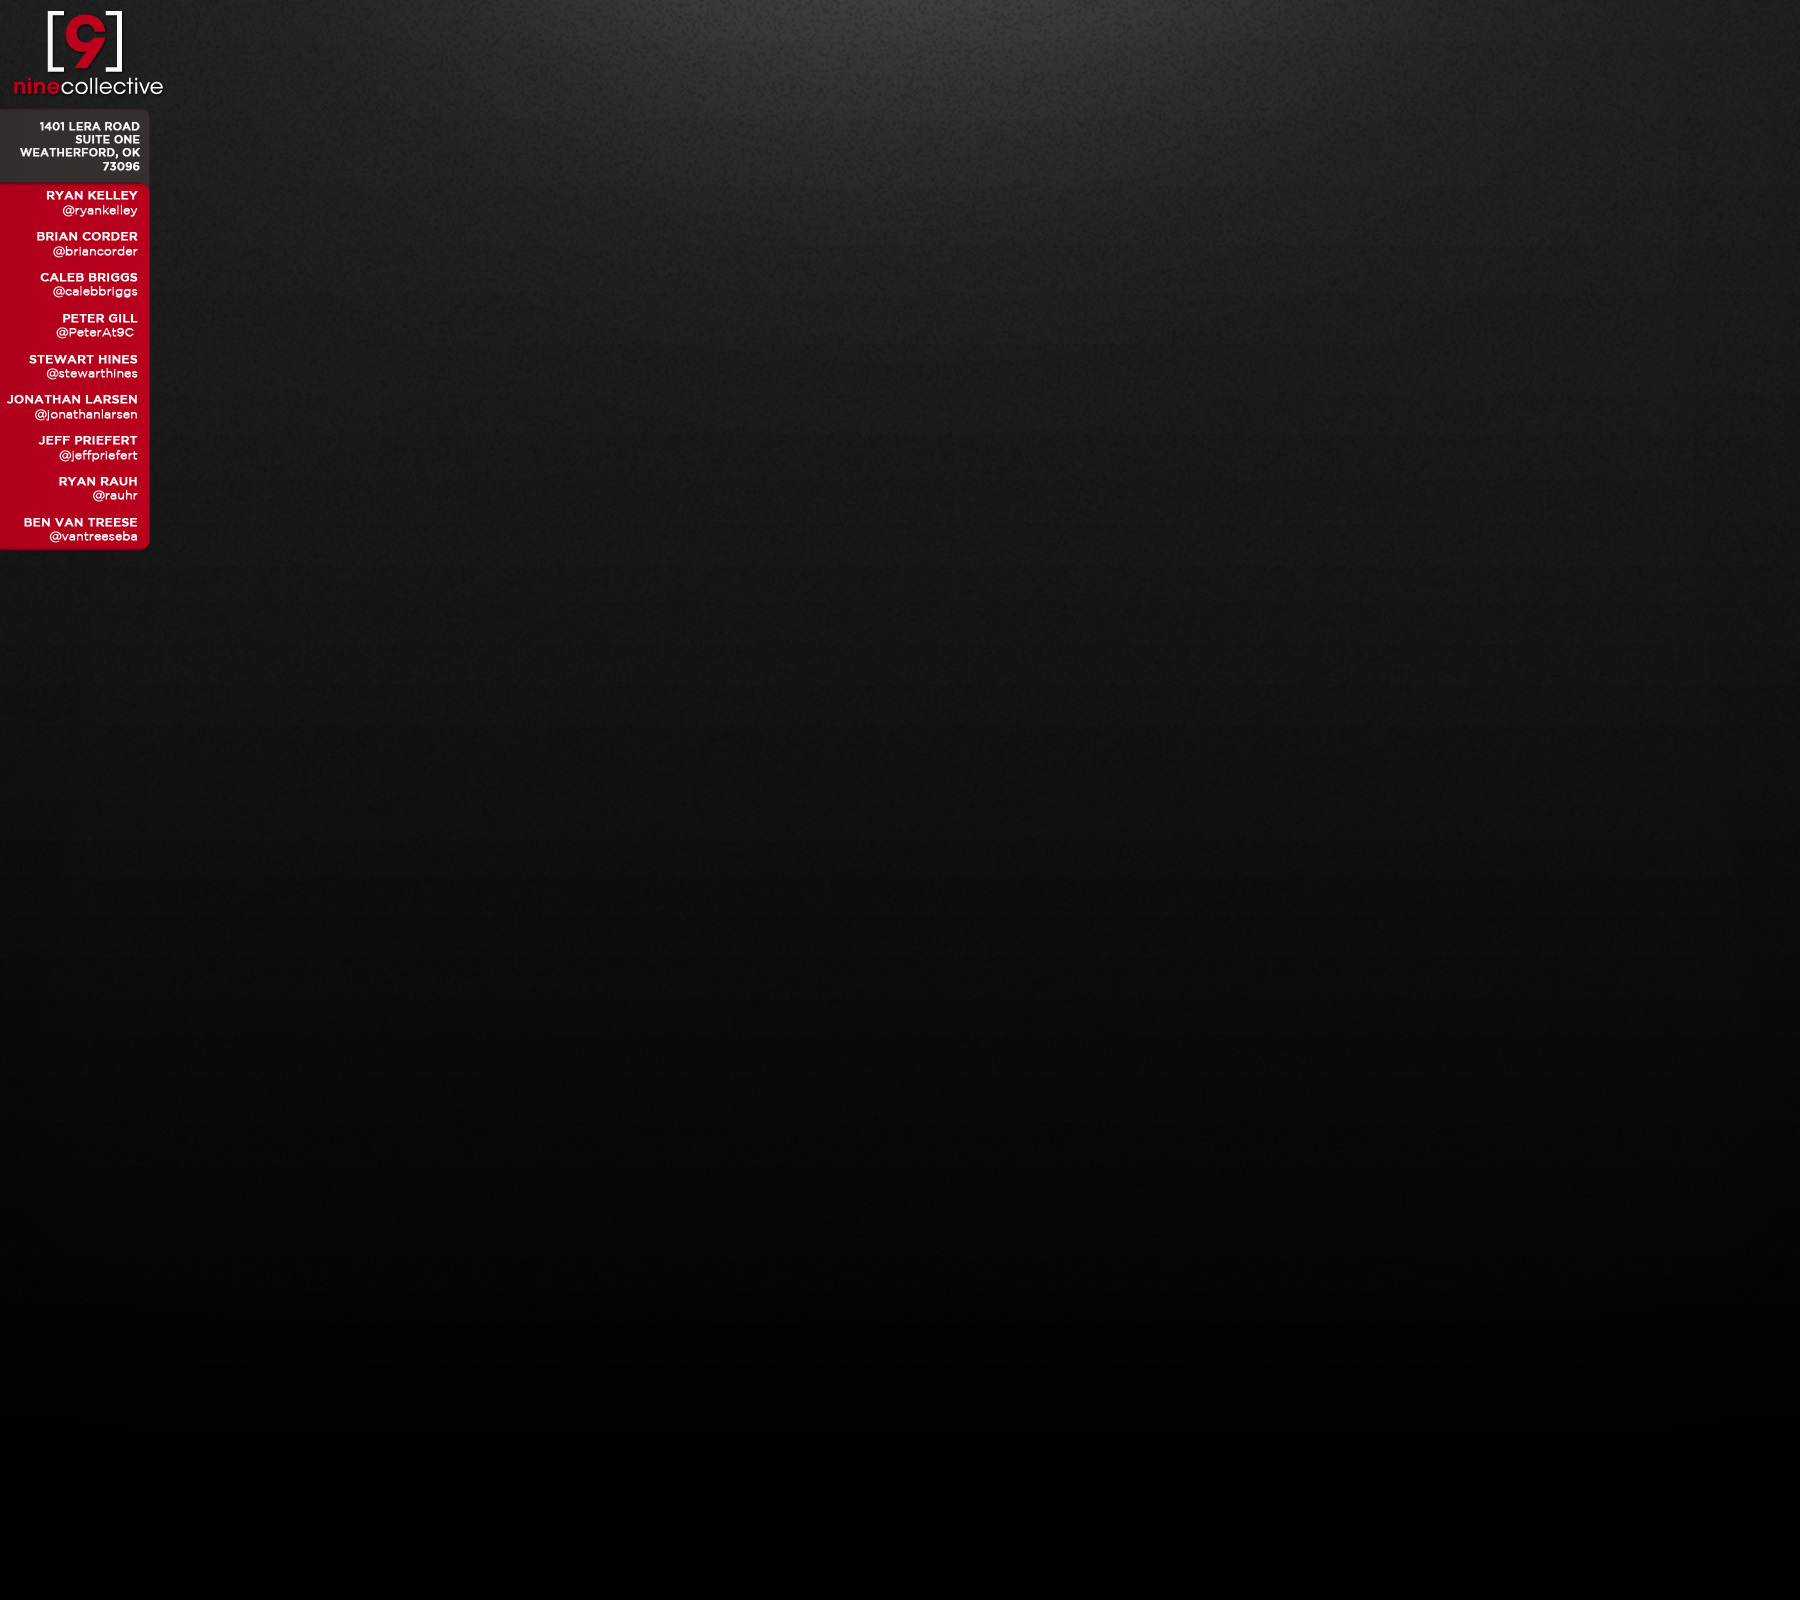 [9]
ninecollective
1401 LERA ROAD
SUITE ONE
WEATHERFORD, OK
73096
RYAN KELLEY
@ryankelley
BRIAN CORDER
@briancorder
CALEB BRIGGS
@calebbriggs
PETER GILL
@PeterAt9C
STEWART HINES
@stewarthines
JONATHAN LARSEN
@jonathanlarsen
JEFF PRIEFERT
@jeffpriefert
RYAN RAUH
@rauhr
BEN VAN TREESE
@vantreeseba